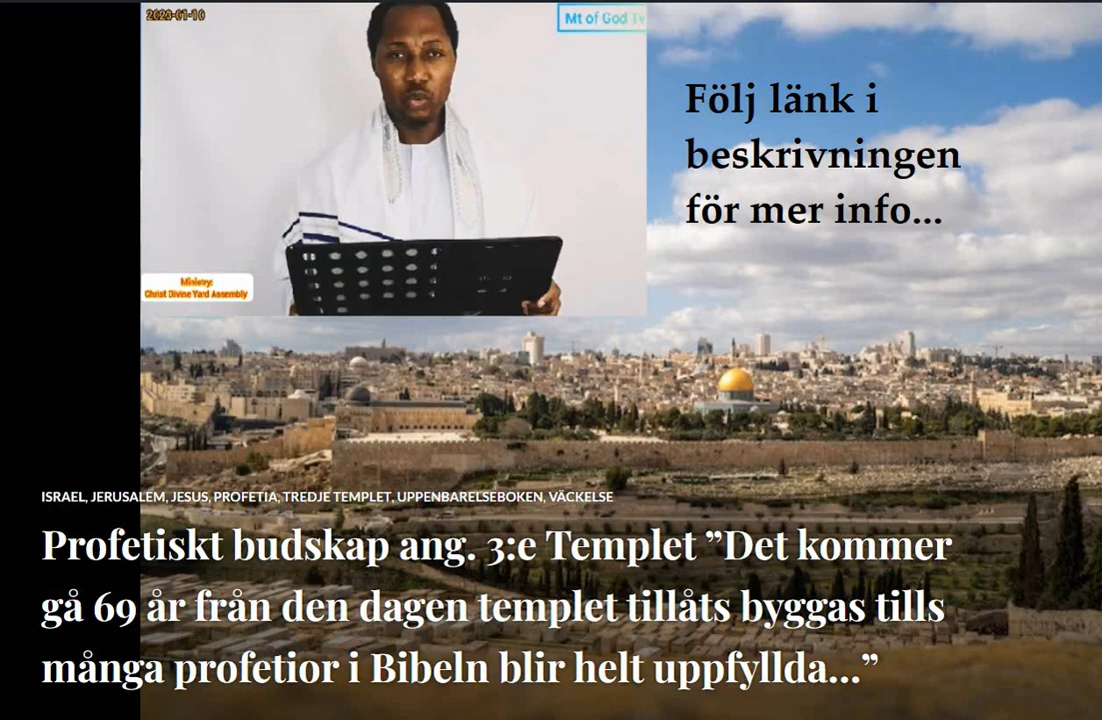 2023-01-10
Mt of God Tv
Följ länk i
beskrivningen
för mer info...
Ministry:
Christ Divine Yard Assembly
ISRAEL, JERUSALEM, JESUS, PROFETIA, TREDJE TEMPLET, UPPENBARELSEBOKEN, VÄCKELSE
Profetiskt budskap ang. 3:e Templet ”Det kommer
gå 69 år från den dagen templet tillåts byggas tills
många profetior i Bibeln blir helt uppfyllda...”